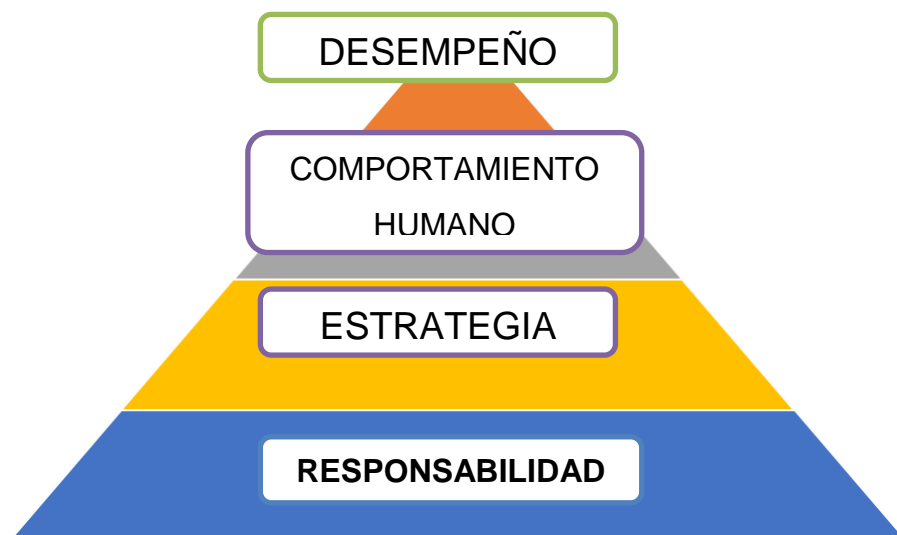 DESEMPEÑO
COMPORTAMIENTO
HUMANO
ESTRATEGIA
RESPONSABILIDAD